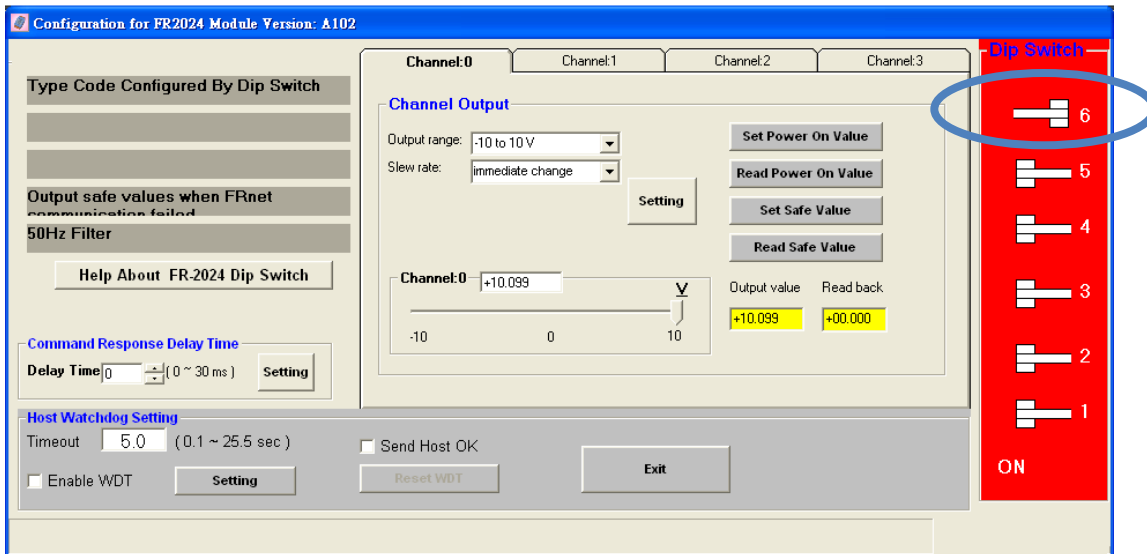 Configuration for FR2024 Module Version: A102
Type Code Configured By Dip Switch
Output safe values when FRnet
communication failed
50Hz Filter
Help About FR-2024 Dip Switch
Command Response Delay Time
Delay Time 0 ( 0 ~ 30 ms ) Setting
Channel:0 Channel:1 Channel:2 Channel:3
Channel Output
Output range: -10 to 10 V
Slew rate: immediate change
Setting
Set Power On Value
Read Power On Value
Set Safe Value
Read Safe Value
Channel:0 +10.099 V
-10 0 10
Output value Read back
+10.099 +00.000
Host Watchdog Setting
Timeout 5.0 ( 0.1 ~ 25.5 sec )
Enable WDT Setting
Send Host OK
Reset WDT
Exit
Dip Switch
6
5
4
3
2
1
ON